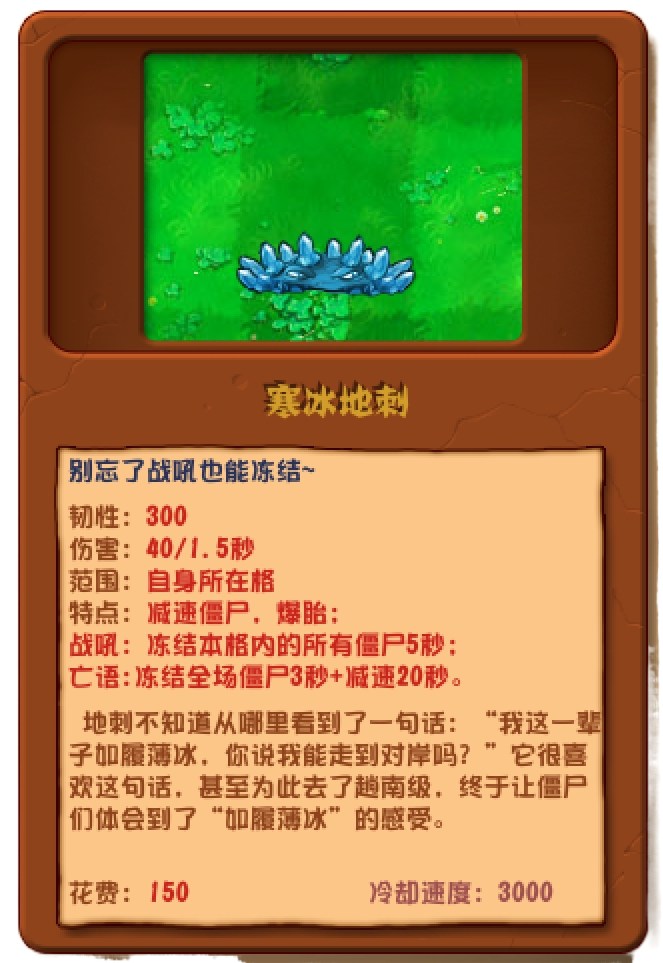 寒冰地刺
别忘了战吼也能冻结~
韧性：300
伤害：40/1.5秒
范围：自身所在格
特点：减速僵尸，爆胎；
战吼：冻结本格内的所有僵尸5秒；
亡语：冻结全场僵尸3秒+减速20秒。
地刺不知道从哪里看到了一句话：“我这一辈
子如履薄冰，你说我能走到对岸吗？”它很喜
欢这句话，甚至为此去了趟南级，终于让僵尸
们体会到了“如履薄冰”的感受。
花费：150 冷却速度：3000